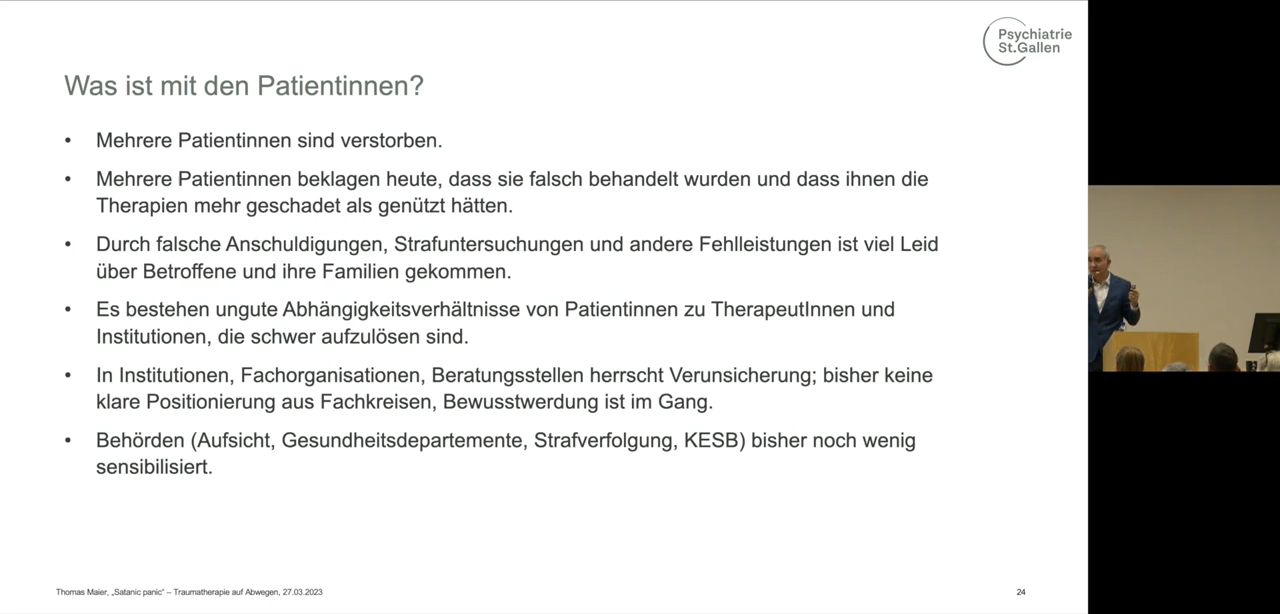 Psychiatrie
St.Gallen
Was ist mit den Patientinnen?
• Mehrere Patientinnen sind verstorben.
• Mehrere Patientinnen beklagen heute, dass sie falsch behandelt wurden und dass ihnen die
Therapien mehr geschadet als genützt hätten.
• Durch falsche Anschuldigungen, Strafuntersuchungen und andere Fehlleistungen ist viel Leid
über Betroffene und ihre Familien gekommen.
• Es bestehen ungute Abhängigkeitsverhältnisse von Patientinnen zu TherapeutInnen und
Institutionen, die schwer aufzulösen sind.
• In Institutionen, Fachorganisationen, Beratungsstellen herrscht Verunsicherung; bisher keine
klare Positionierung aus Fachkreisen, Bewusstwerdung ist im Gang.
• Behörden (Aufsicht, Gesundheitsdepartemente, Strafverfolgung, KESB) bisher noch wenig
sensibilisiert.
Thomas Maier, „Satanic panic“ – Traumatherapie auf Abwegen, 27.03.2023
24